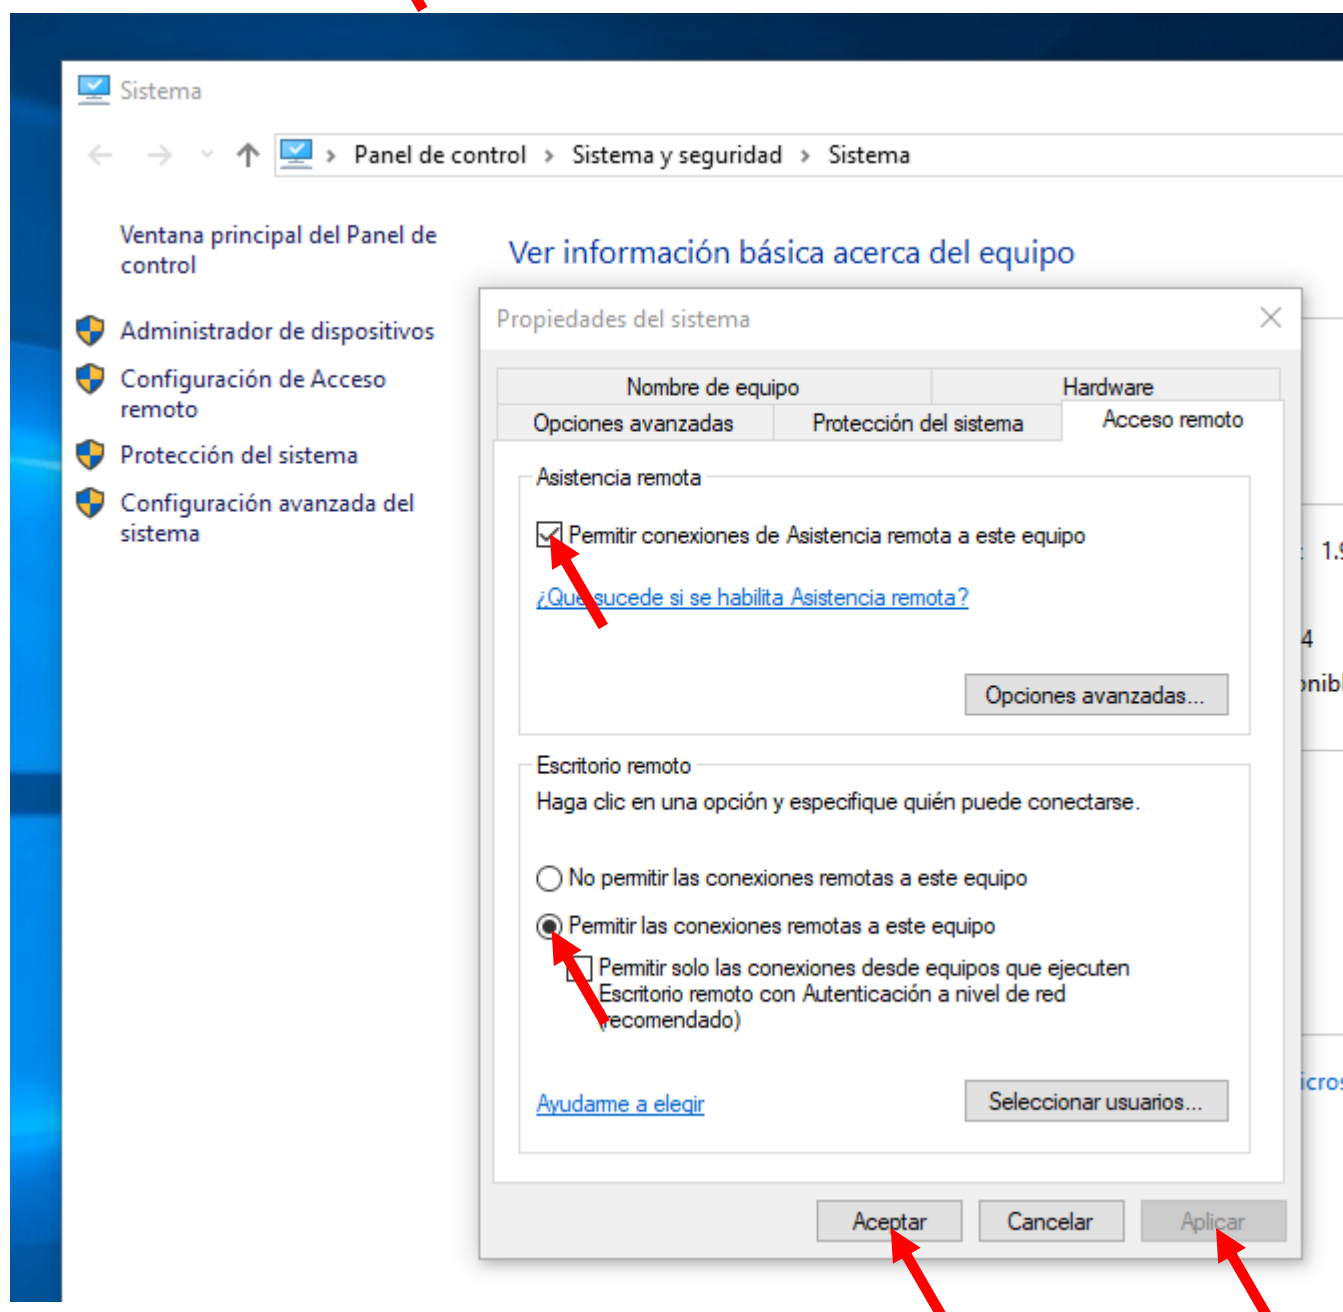 Sistema
Panel de control > Sistema y seguridad > Sistema
Ventana principal del Panel de
control
Administrador de dispositivos
Configuración de Acceso
remoto
Protección del sistema
Configuración avanzada del
sistema
Ver información básica acerca del equipo
Propiedades del sistema
Nombre de equipo
Hardware
Opciones avanzadas
Protección del sistema
Acceso remoto
Asistencia remota
Permitir conexiones de Asistencia remota a este equipo
¿Qué sucede si se habilita Asistencia remota?
Opciones avanzadas...
Escritorio remoto
Haga clic en una opción y especifique quién puede conectarse.
No permitir las conexiones remotas a este equipo
Permitir las conexiones remotas a este equipo
Permitir solo las conexiones desde equipos que ejecuten
Escritorio remoto con Autenticación a nivel de red
(recomendado)
Ayudarme a elegir
Seleccionar usuarios...
Aceptar
Cancelar
Aplicar